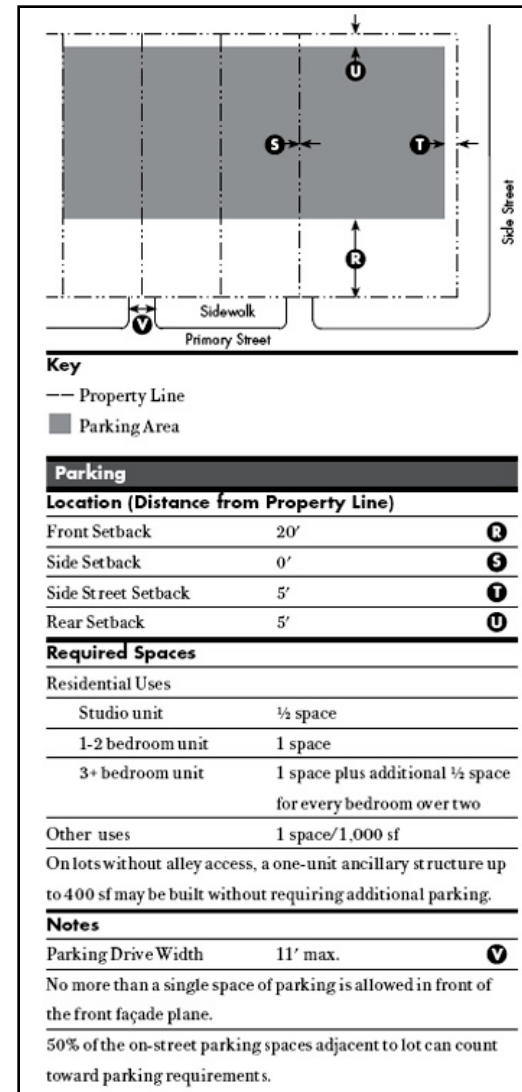 U
S
T
R
Side Street
Sidewalk
V
Primary Street
Key
Property Line
Parking Area
Parking
Location (Distance from Property Line)
Front Setback 20′ R
Side Setback 0′ S
Side Street Setback 5′ T
Rear Setback 5′ U
Required Spaces
Residential Uses
Studio unit ½ space
1-2 bedroom unit 1 space
3+ bedroom unit 1 space plus additional ½ space
for every bedroom over two
Other uses 1 space/1,000 sf
On lots without alley access, a one-unit ancillary structure up
to 400 sf may be built without requiring additional parking.
Notes
Parking Drive Width 11′ max. V
No more than a single space of parking is allowed in front of
the front façade plane.
50% of the on-street parking spaces adjacent to lot can count
toward parking requirements.